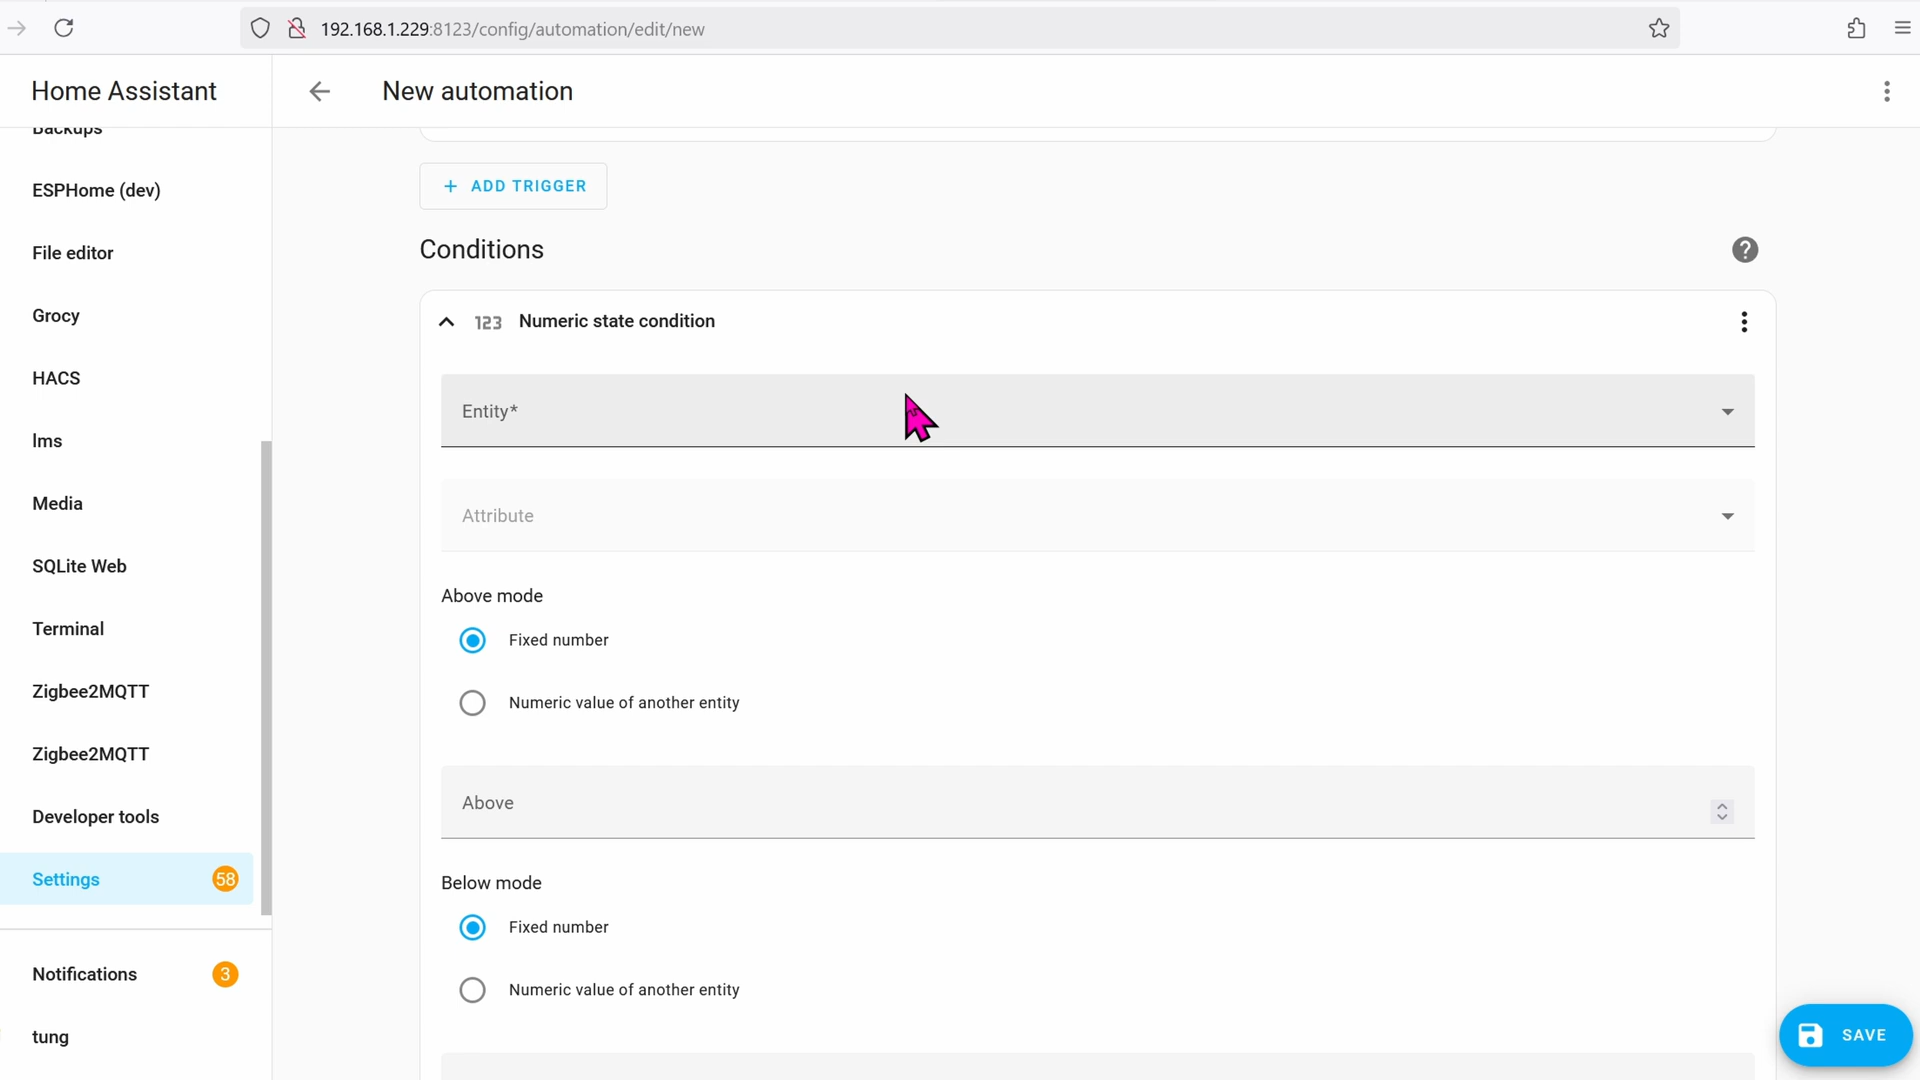 192.168.1.229:8123/config/automation/edit/new
Home Assistant
New automation
Backups
ESPHome (dev)
File editor
Grocy
HACS
lms
Media
SQLite Web
Terminal
Zigbee2MQTT
Zigbee2MQTT
Developer tools
Settings 58
Notifications 3
tung
+ ADD TRIGGER
Conditions
?
123 Numeric state condition
Entity*
Attribute
Above mode
Fixed number
Numeric value of another entity
Above
Below mode
Fixed number
Numeric value of another entity
SAVE